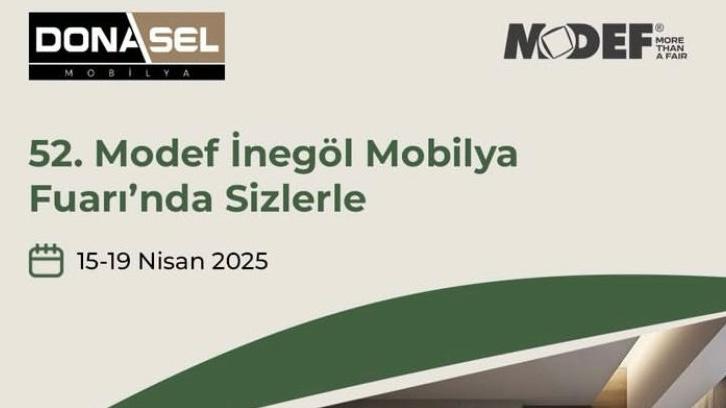 DONASEL
MOBİLYA
MODEF®
MORE
THAN
A FAIR
52. Modef İnegöl Mobilya
Fuarı’nda Sizlerle
15-19 Nisan 2025